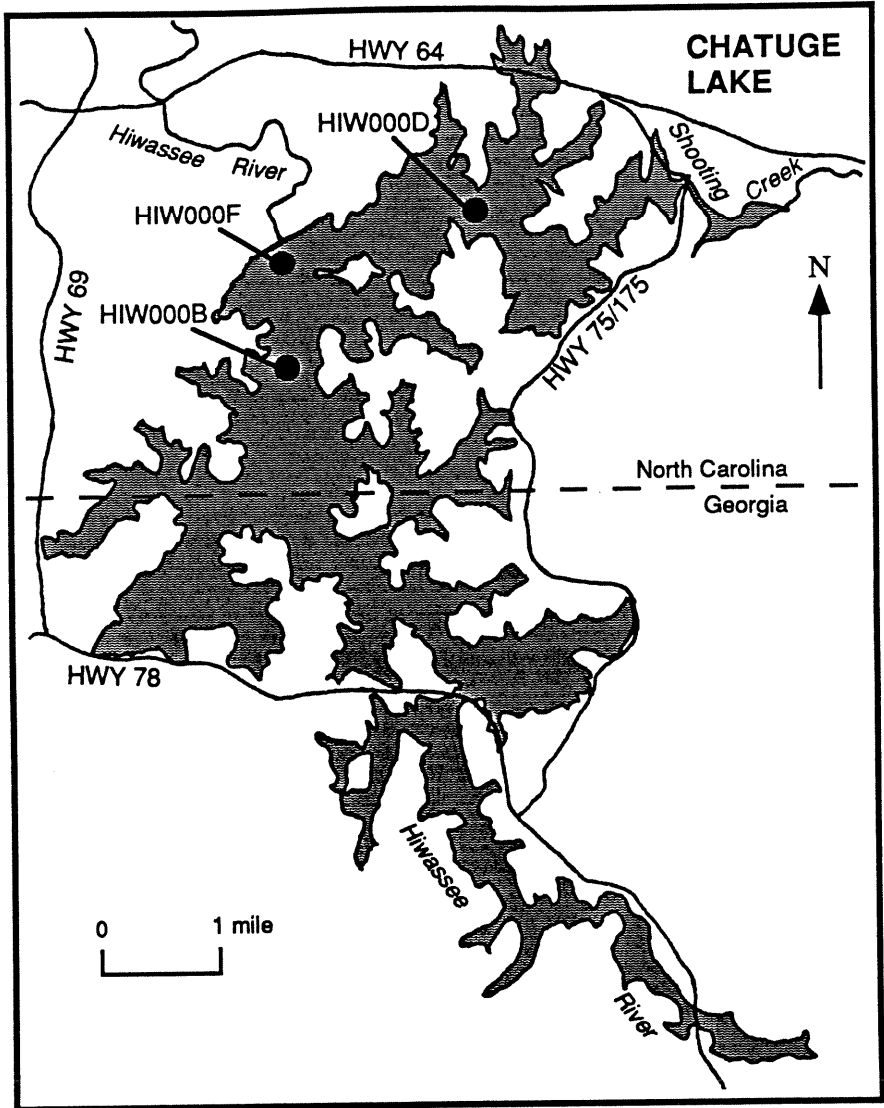 CHATUGE
LAKE
HWY 64
HIW000D
Hiwassee River
Shooting
Creek
HIW000F
N
HWY 69
HIW000B
HWY 75/175
North Carolina
Georgia
HWY 78
Hiwassee
River
0 1 mile